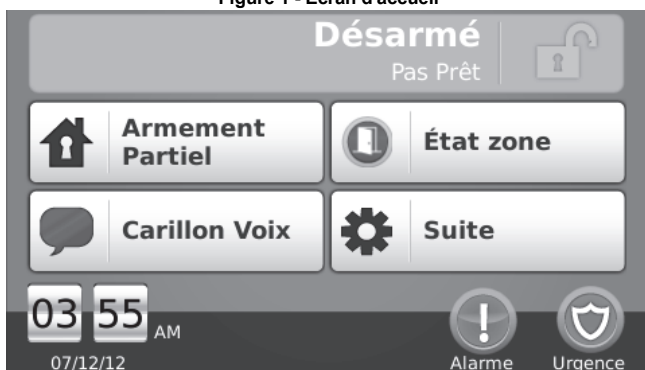 Figure 1 - Écran d'accueil
Désarmé
Pas Prêt
Armement
Partiel
État zone
Carillon Voix
Suite
03 55 AM
07/12/12
Alarme
Urgence